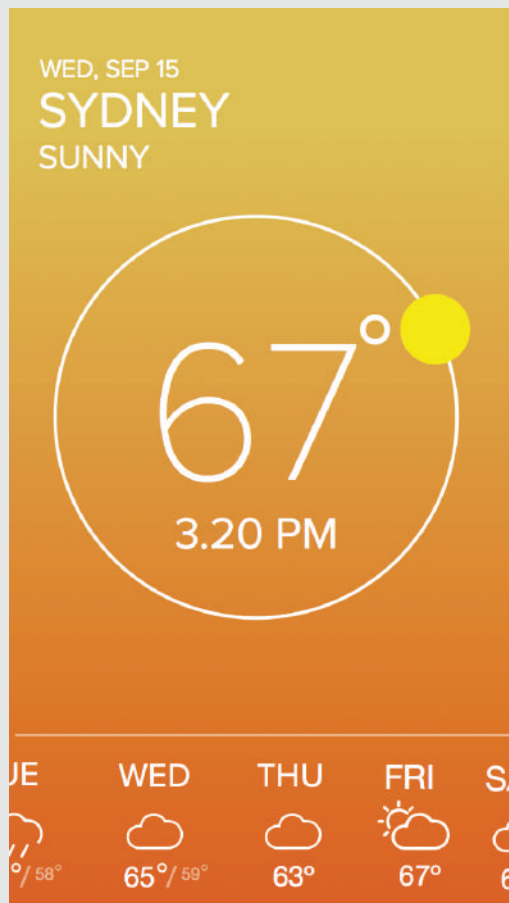 WED, SEP 15
SYDNEY
SUNNY
67°
3.20 PM
WED THU FRI
58° 65°/ 59° 63° 67°